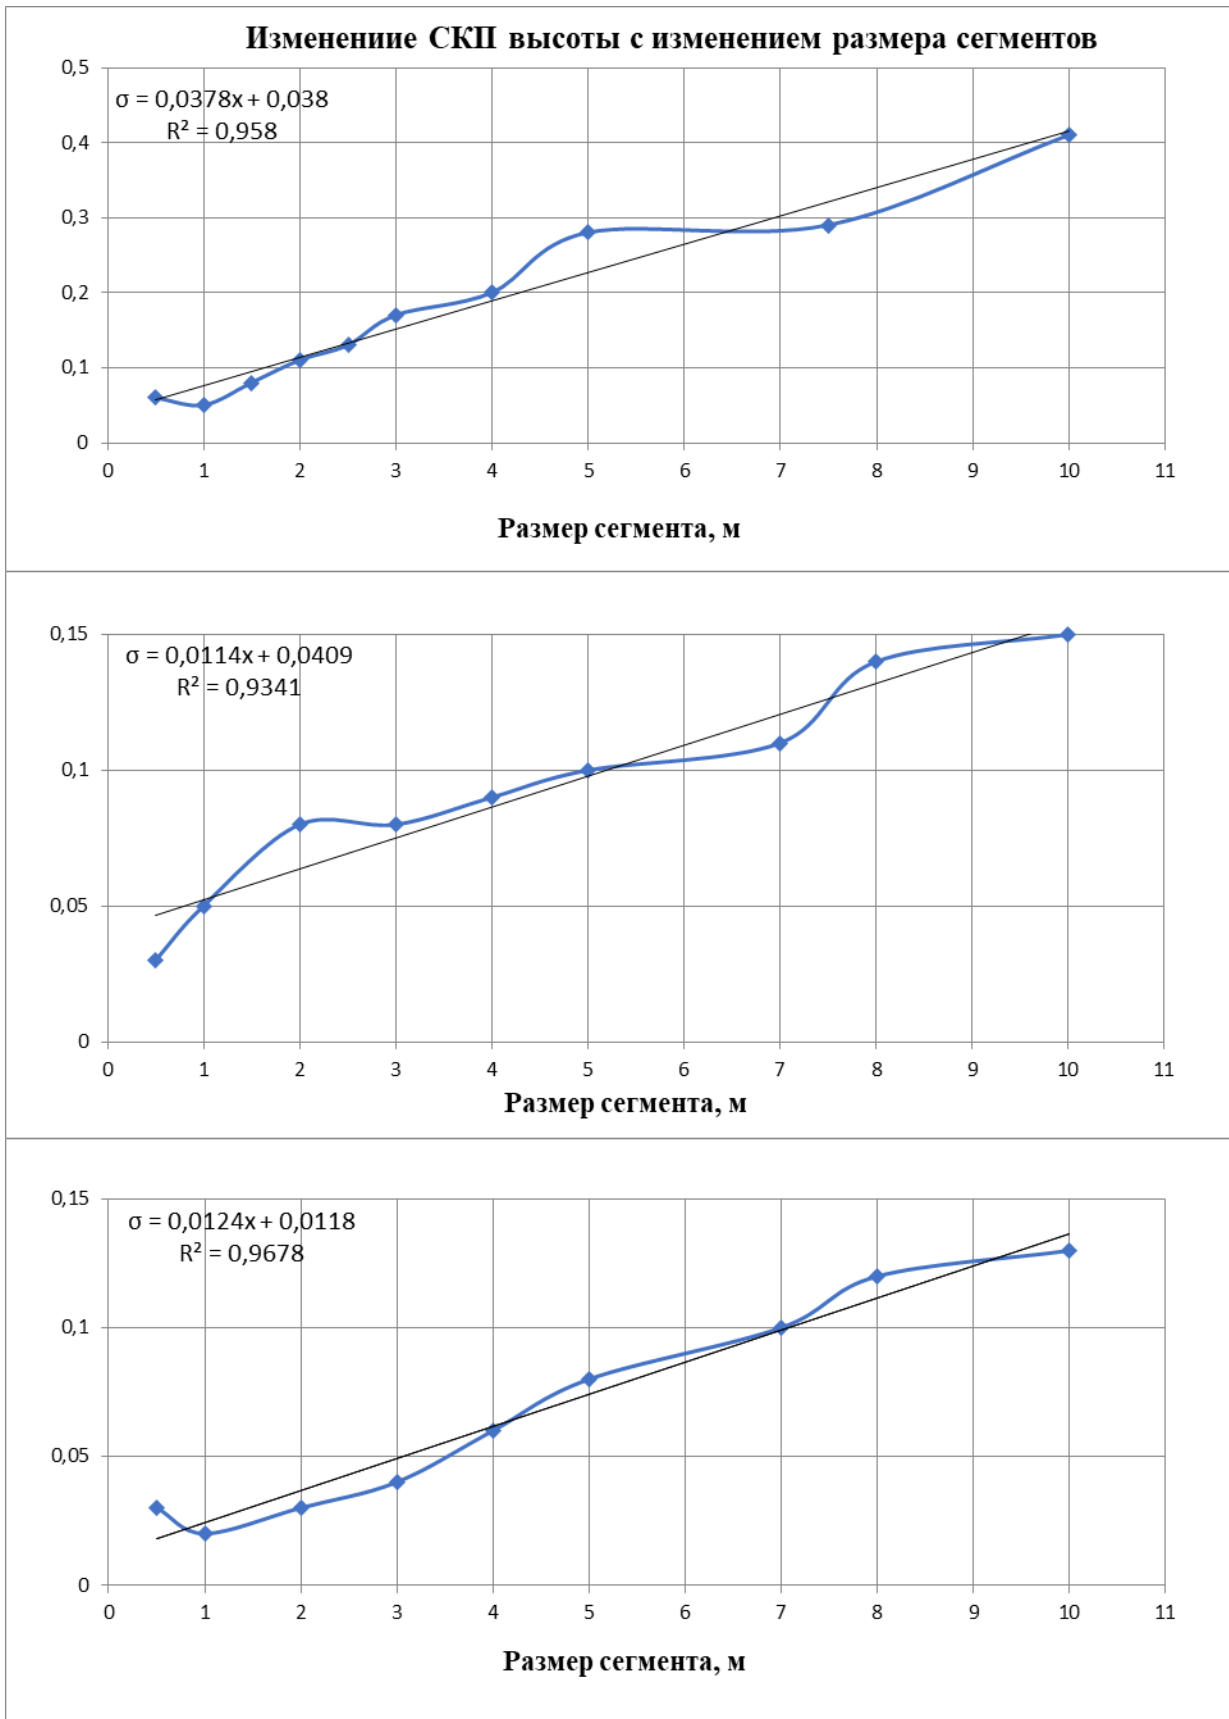 Изменениие СКП высоты с изменением размера сегментов
0,5
σ = 0,0378x + 0,038
R² = 0,958
0,4
0,3
0,2
0,1
0
0 1 2 3 4 5 6 7 8 9 10 11
Размер сегмента, м
0,15
σ = 0,0114x + 0,0409
R² = 0,9341
0,1
0,05
0
0 1 2 3 4 5 6 7 8 9 10 11
Размер сегмента, м
0,15
σ = 0,0124x + 0,0118
R² = 0,9678
0,1
0,05
0
0 1 2 3 4 5 6 7 8 9 10 11
Размер сегмента, м